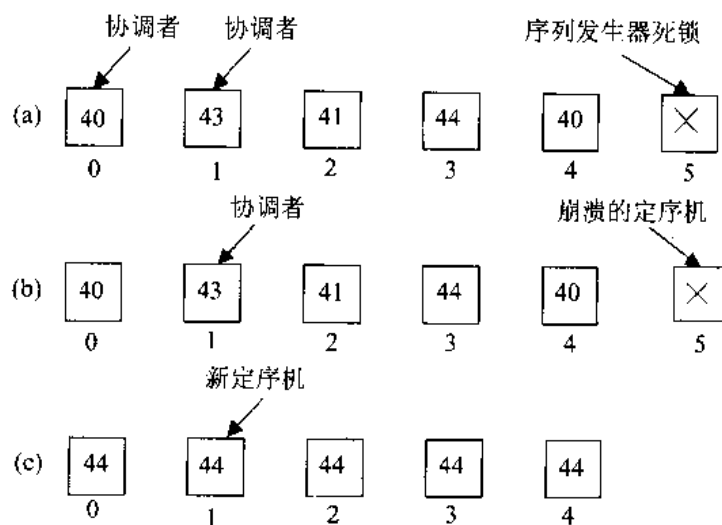 协调者 协调者 序列发生器死锁
(a) 40 43 41 44 40
0 1 2 3 4 5
协调者 崩溃的定序机
(b) 40 43 41 44 40
0 1 2 3 4 5
新定序机
(c) 44 44 44 44 44
0 1 2 3 4